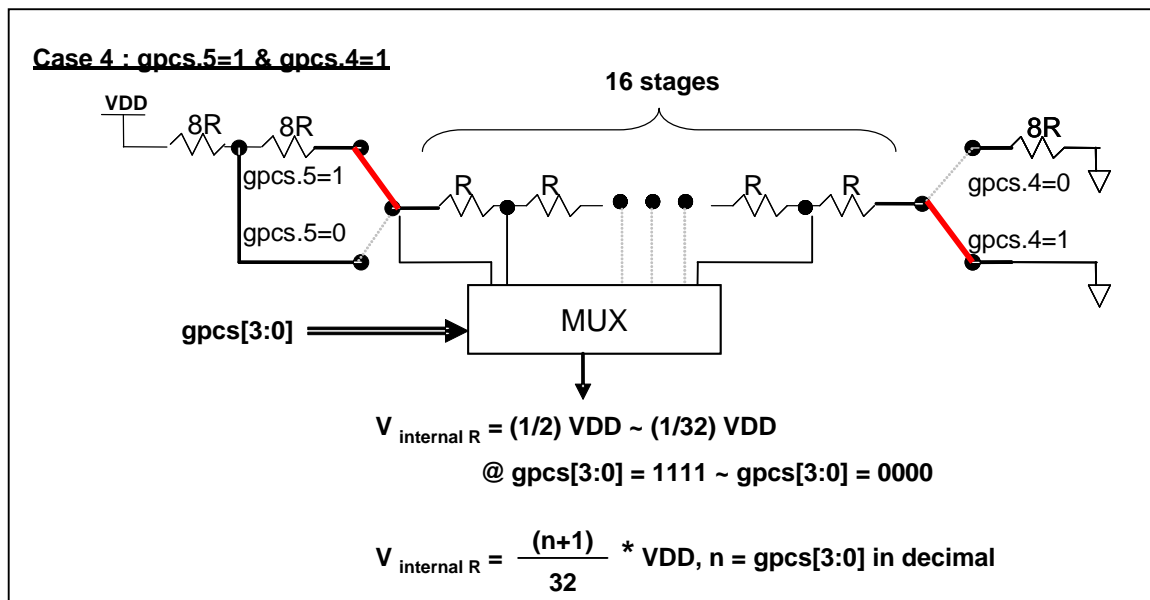 Case 4 : gpcs.5=1 & gpcs.4=1
16 stages
VDD
8R
8R
8R
gpcs.5=1
R
R
R
R
gpcs.4=0
gpcs.5=0
gpcs.4=1
MUX
gpcs[3:0]
V internal R = (1/2) VDD ~ (1/32) VDD
@ gpcs[3:0] = 1111 ~ gpcs[3:0] = 0000
V internal R = (n+1) / 32 * VDD, n = gpcs[3:0] in decimal